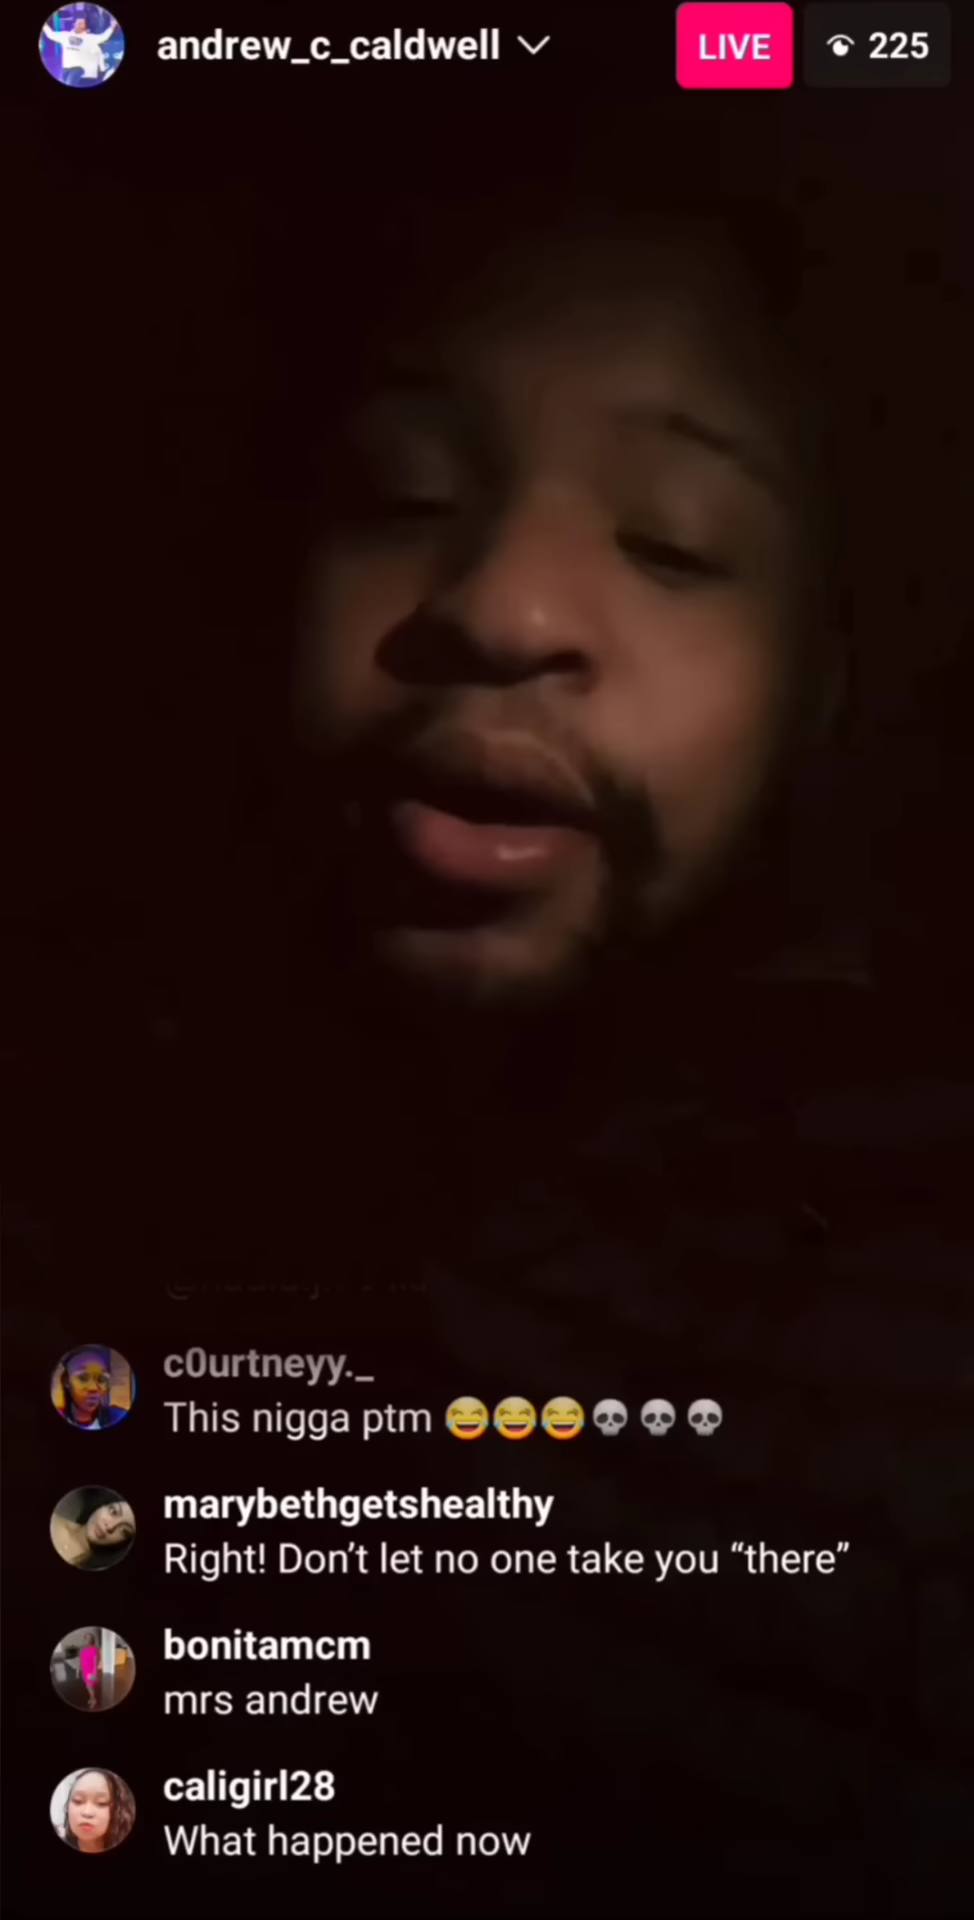 andrew_c_caldwell
LIVE
225
c0urtneyy._
This nigga ptm 😂😂😂💀💀💀
marybethgetshealthy
Right! Don’t let no one take you “there”
bonitamcm
mrs andrew
caligirl28
What happened now